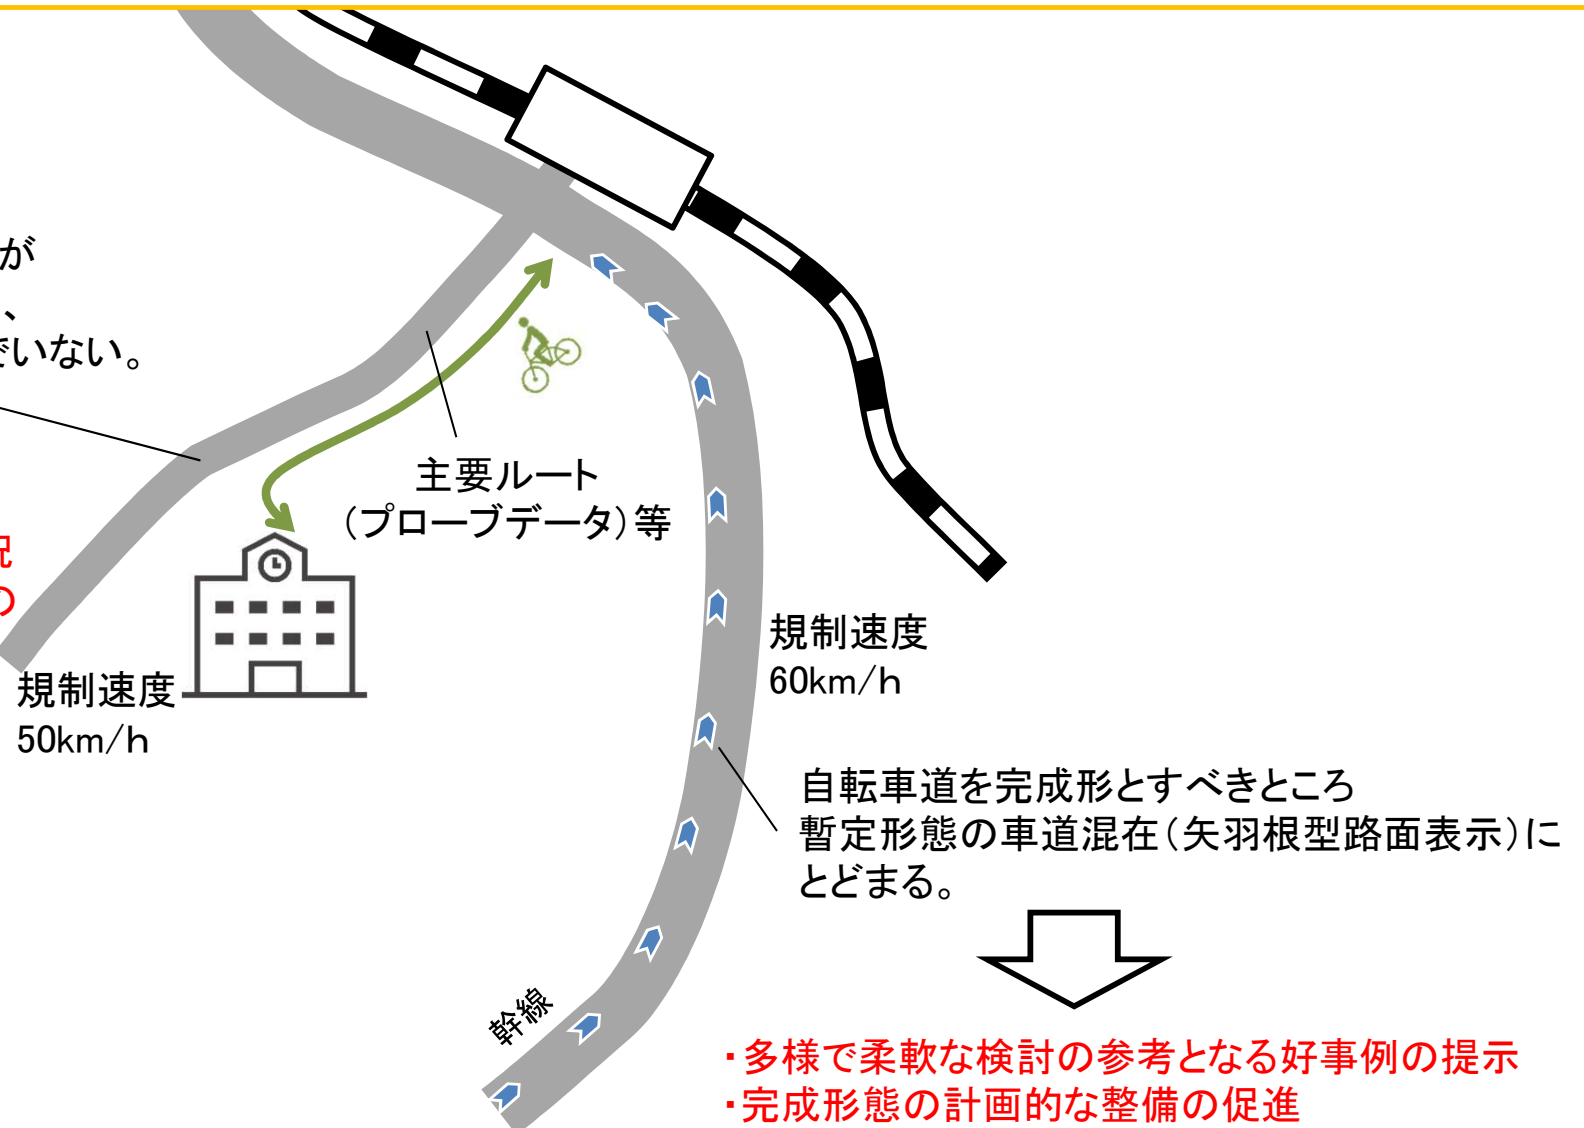 が
、
でいない。
主要ルート
（プローブデータ）等
況
の
規制速度
50km/h
規制速度
60km/h
自転車道を完成形とすべきところ
暫定形態の車道混在（矢羽根型路面表示）に
とどまる。
幹線
・多様で柔軟な検討の参考となる好事例の提示
・完成形態の計画的な整備の促進